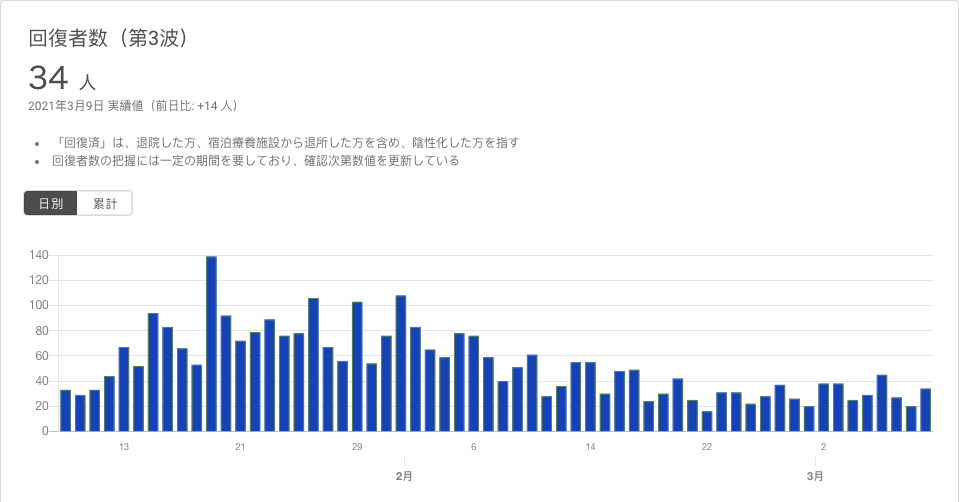 回復者数（第3波）
34 人
2021年3月9日 実績値（前日比: +14 人）
• 「回復済」は、退院した方、宿泊療養施設から退所した方を含め、陰性化した方を指す
• 回復者数の把握には一定の期間を要しており、確認次第数値を更新している
日別 累計
140
120
100
80
60
40
20
0
13 21 29 6 14 22 2
2月 3月